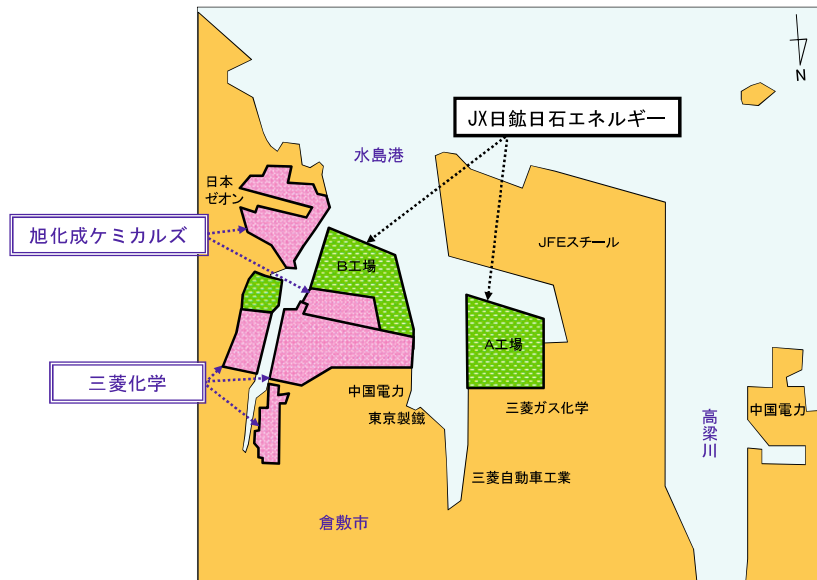 N
JX日鉱日石エネルギー
水島港
日本
ゼオン
旭化成ケミカルズ
JFEスチール
B工場
A工場
三菱化学
中国電力
東京製鐵
三菱ガス化学
高梁川
中国電力
三菱自動車工業
倉敷市